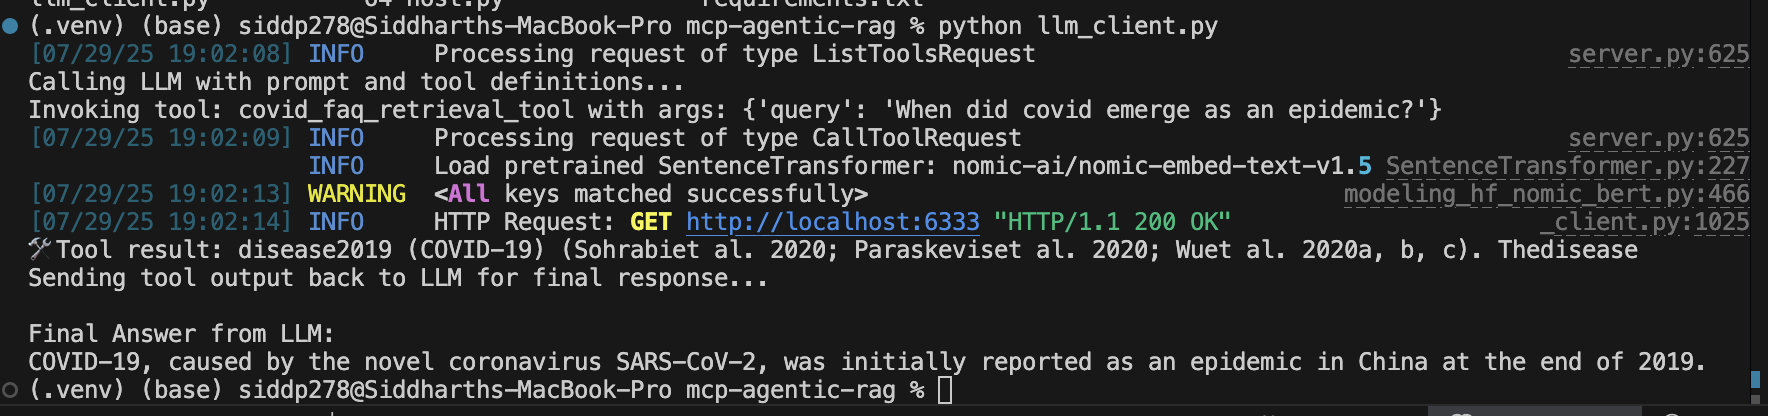 llm_client.py 04 host.py requirements.txt
(.venv) (base) siddp278@Siddharths-MacBook-Pro mcp-agentic-rag % python llm_client.py
[07/29/25 19:02:08] INFO Processing request of type ListToolsRequest server.py:625
Calling LLM with prompt and tool definitions...
Invoking tool: covid_faq_retrieval_tool with args: {'query': 'When did covid emerge as an epidemic?'}
[07/29/25 19:02:09] INFO Processing request of type CallToolRequest server.py:625
INFO Load pretrained SentenceTransformer: nomic-ai/nomic-embed-text-v1.5 SentenceTransformer.py:227
[07/29/25 19:02:13] WARNING <All keys matched successfully> modeling_hf_nomic_bert.py:466
[07/29/25 19:02:14] INFO HTTP Request: GET http://localhost:6333 "HTTP/1.1 200 OK" _client.py:1025
🛠Tool result: disease2019 (COVID-19) (Sohrabiet al. 2020; Paraskeviset al. 2020; Wuet al. 2020a, b, c). Thedisease
Sending tool output back to LLM for final response...
Final Answer from LLM:
COVID-19, caused by the novel coronavirus SARS-CoV-2, was initially reported as an epidemic in China at the end of 2019.
(.venv) (base) siddp278@Siddharths-MacBook-Pro mcp-agentic-rag %